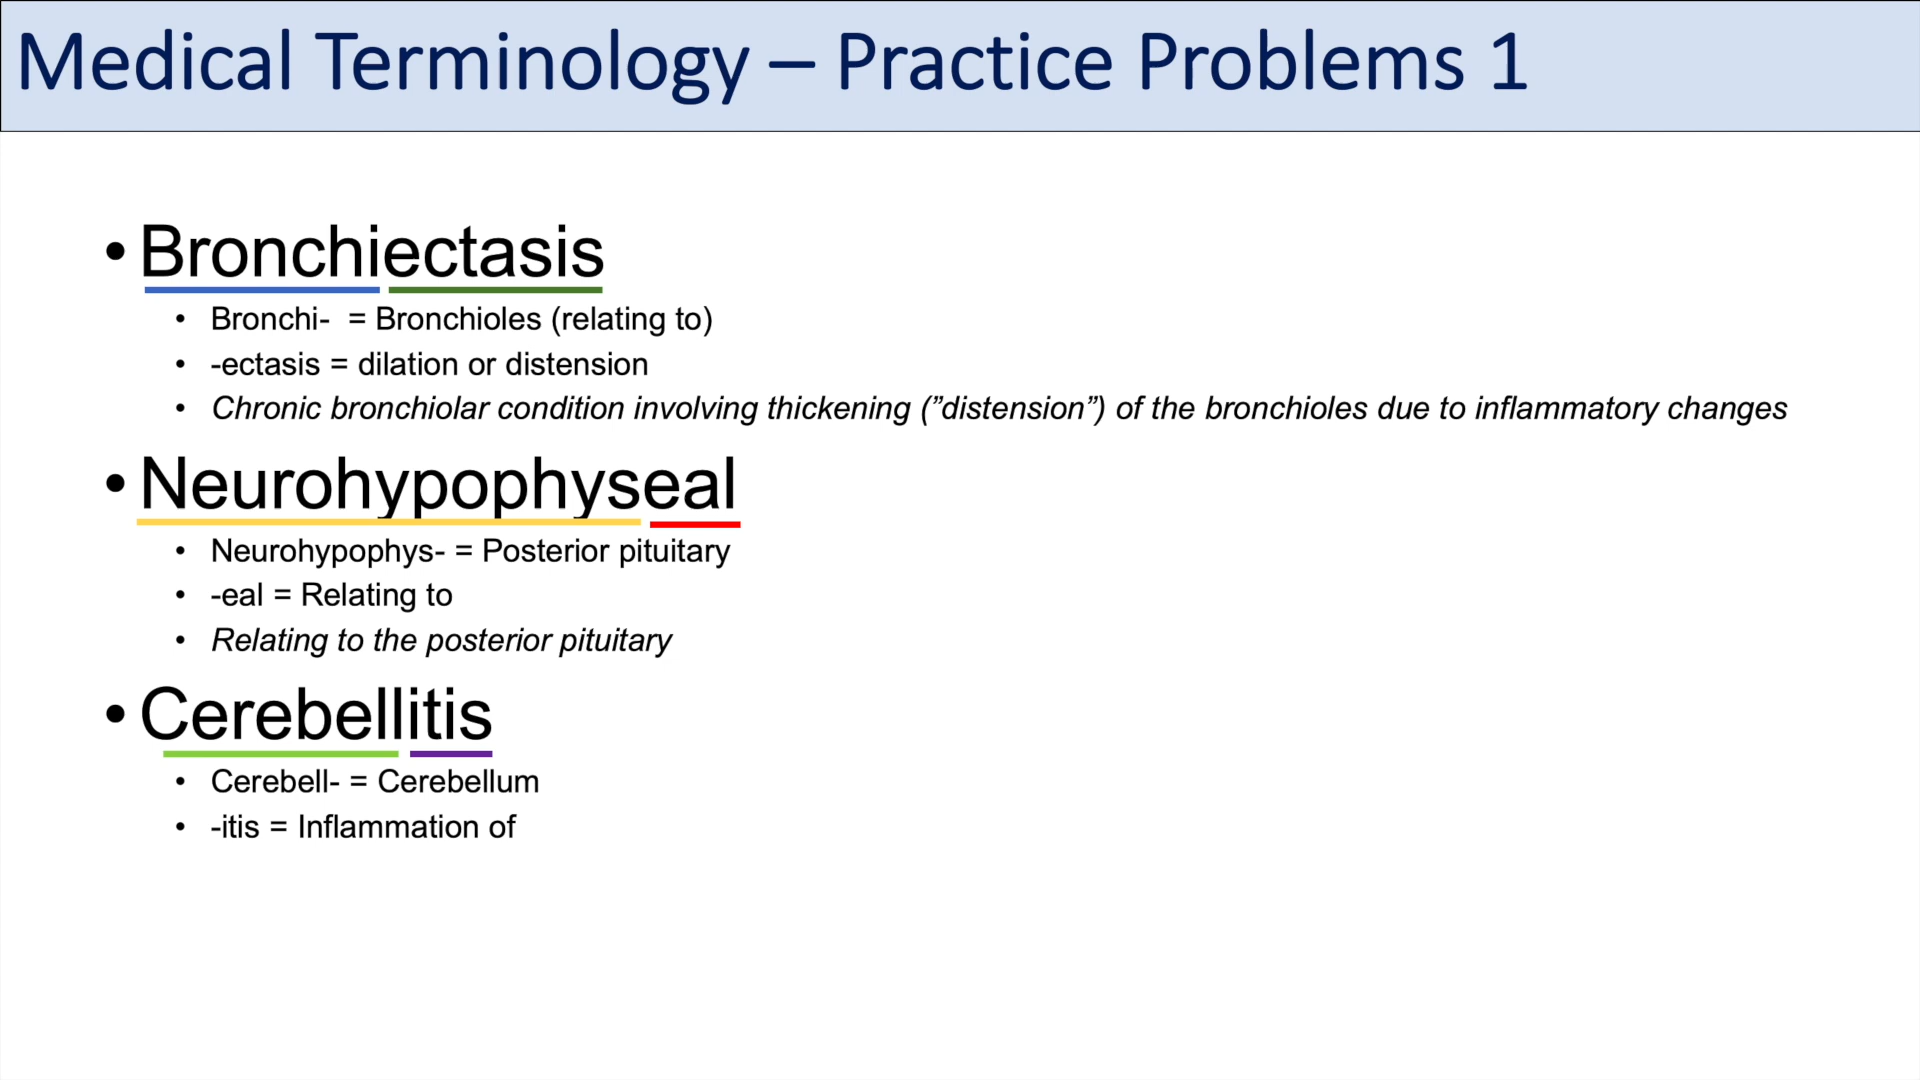 Medical Terminology – Practice Problems 1
• Bronchiectasis
• Bronchi-  = Bronchioles (relating to)
• -ectasis = dilation or distension
• Chronic bronchiolar condition involving thickening (”distension”) of the bronchioles due to inflammatory changes
• Neurohypophyseal
• Neurohypophys- = Posterior pituitary
• -eal = Relating to
• Relating to the posterior pituitary
• Cerebellitis
• Cerebell- = Cerebellum
• -itis = Inflammation of